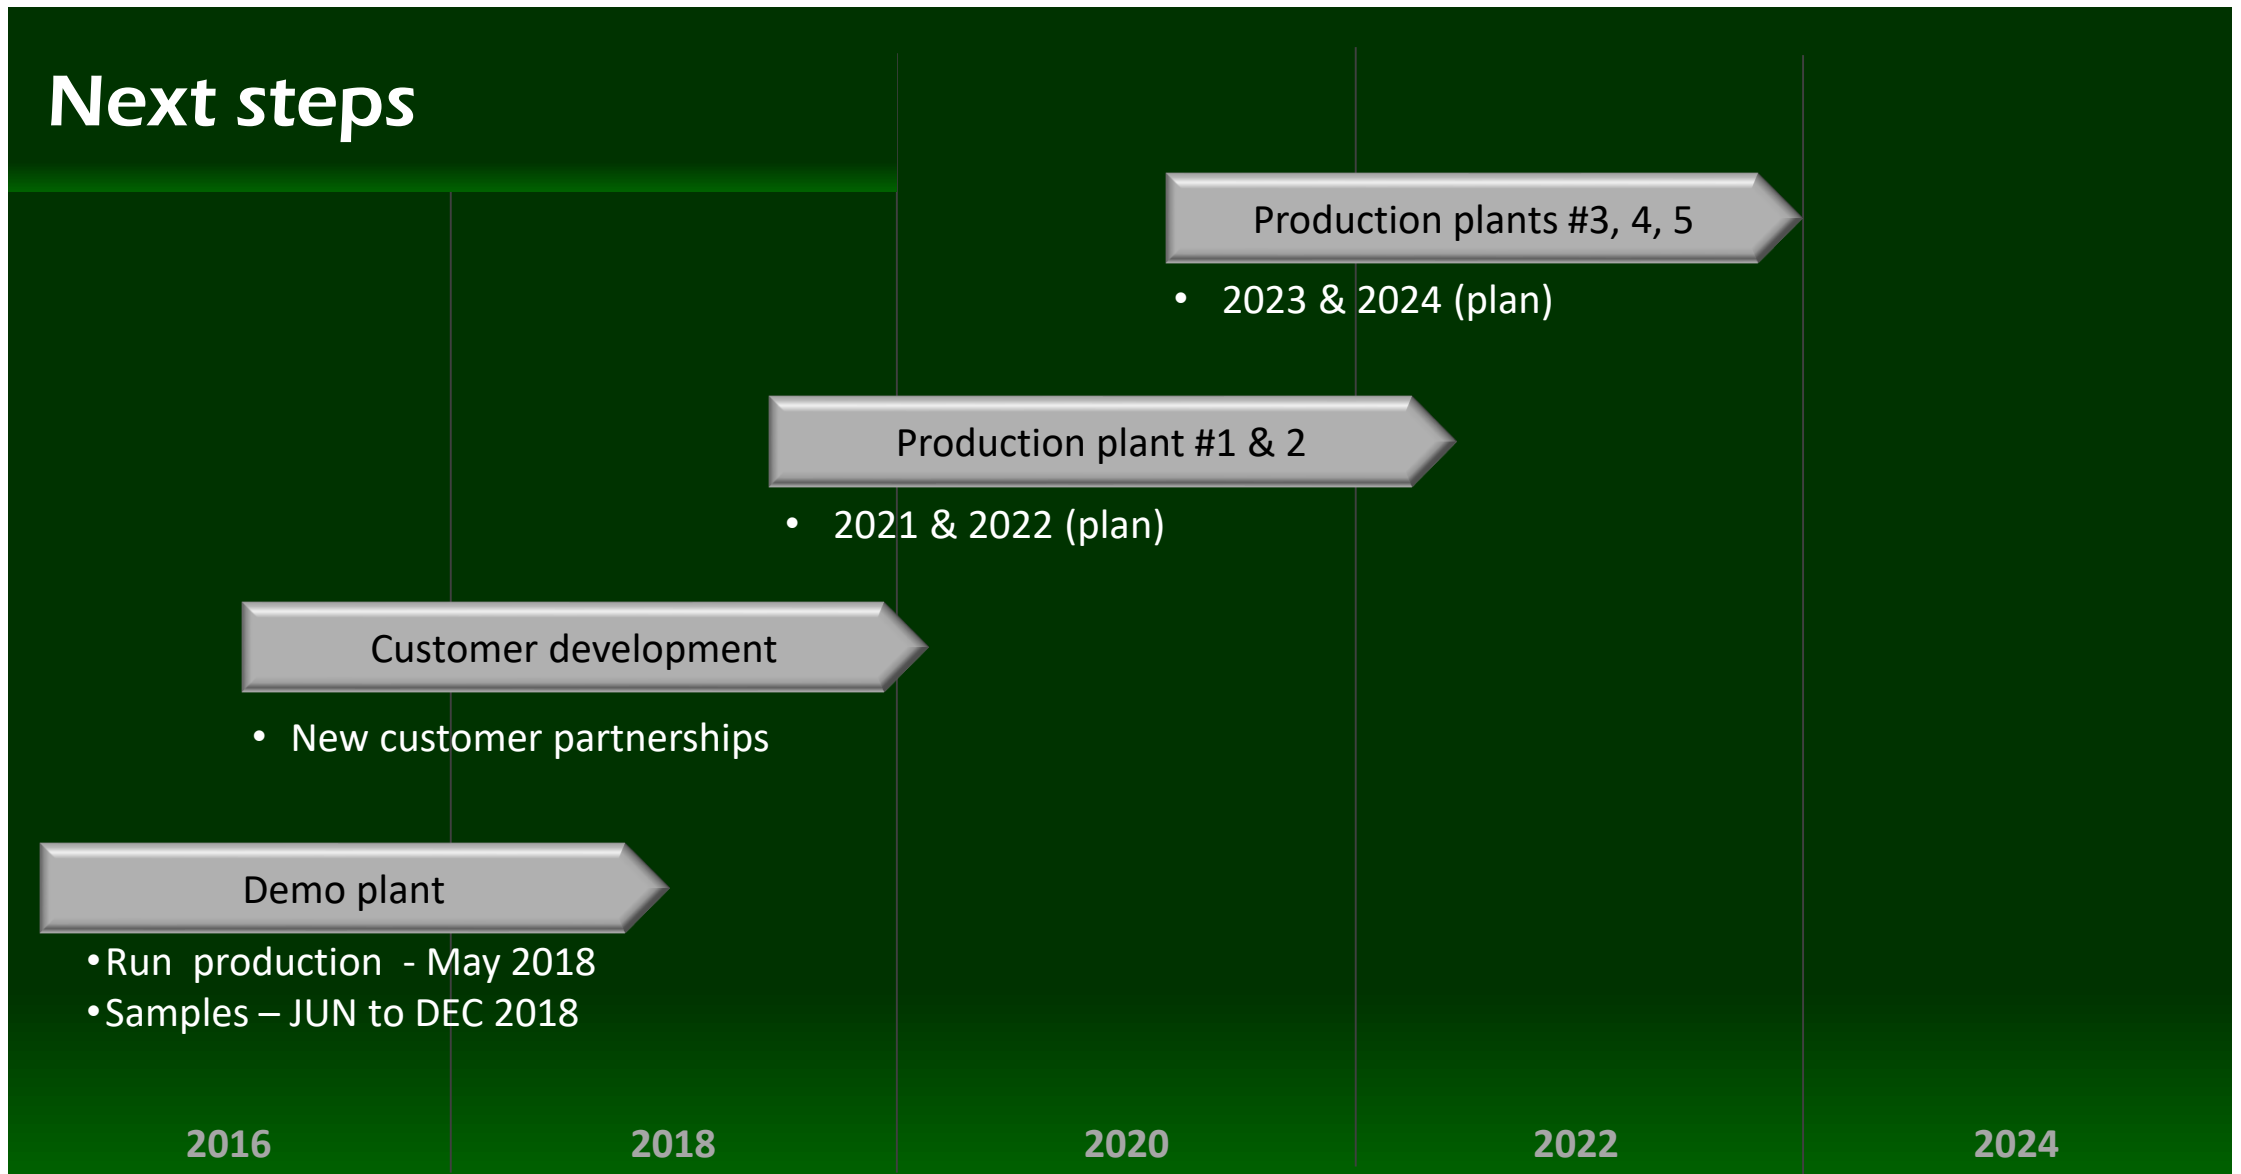 Next steps
Production plants #3, 4, 5
• 2023 & 2024 (plan)
Production plant #1 & 2
• 2021 & 2022 (plan)
Customer development
• New customer partnerships
Demo plant
•Run  production  - May 2018
•Samples – JUN to DEC 2018
2016 2018 2020 2022 2024